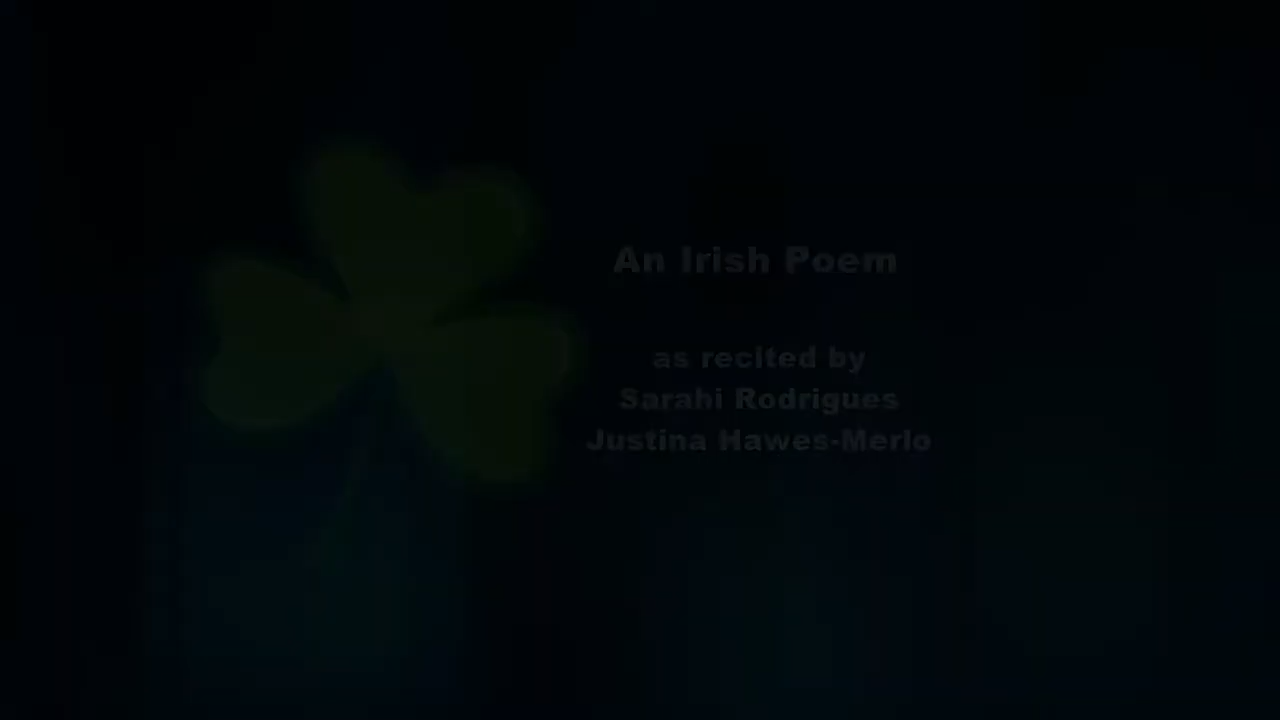 An Irish Poem
as recited by
Sarahi Rodrigues
Justina Hawes-Merlo